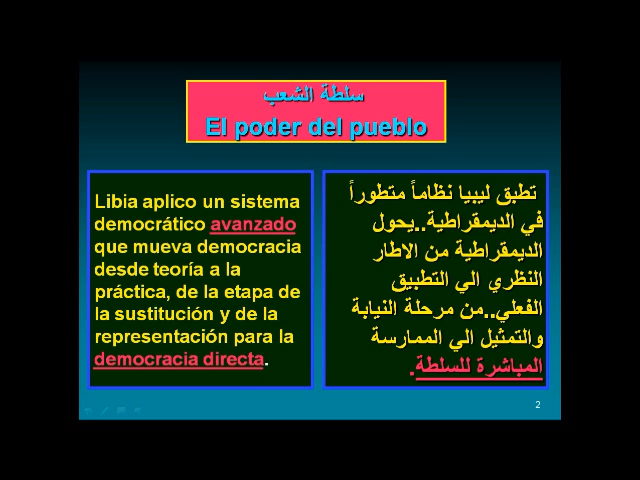 سلطة الشعب
El poder del pueblo
Libia aplico un sistema
democrático avanzado
que mueva democracia
desde teoría a la
práctica, de la etapa de
la sustitución y de la
representación para la
democracia directa.
تطبق ليبيا نظاماً متطوراً
في الديمقراطية..يحول
الديمقراطية من الاطار
النظري الي التطبيق
الفعلي..من مرحلة النيابة
والتمثيل الي الممارسة
المباشرة للسلطة.
2